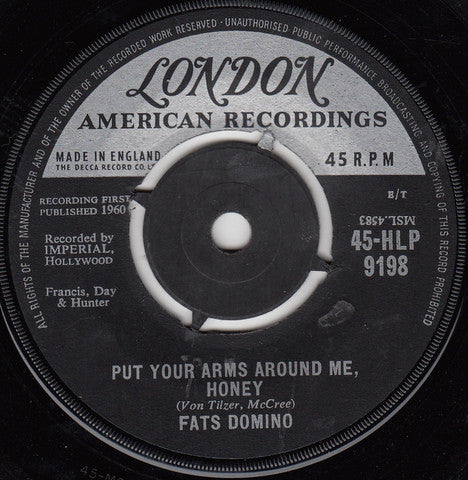 ALL RIGHTS OF THE MANUFACTURER AND OF THE OWNER OF THE RECORDED WORK RESERVED - UNAUTHORISED PUBLIC PERFORMANCE BROADCASTING AND COPYING OF THIS RECORD PROHIBITED
LONDON
AMERICAN RECORDINGS
MADE IN ENGLAND
THE DECCA RECORD CO.
45 R.P.M
RECORDING FIRST
PUBLISHED 1960
Recorded by
IMPERIAL,
HOLLYWOOD
Francis, Day
& Hunter
E/T
MSL.4583
45-HLP
9198
PUT YOUR ARMS AROUND ME,
HONEY
(Von Tilzer, McCree)
FATS DOMINO